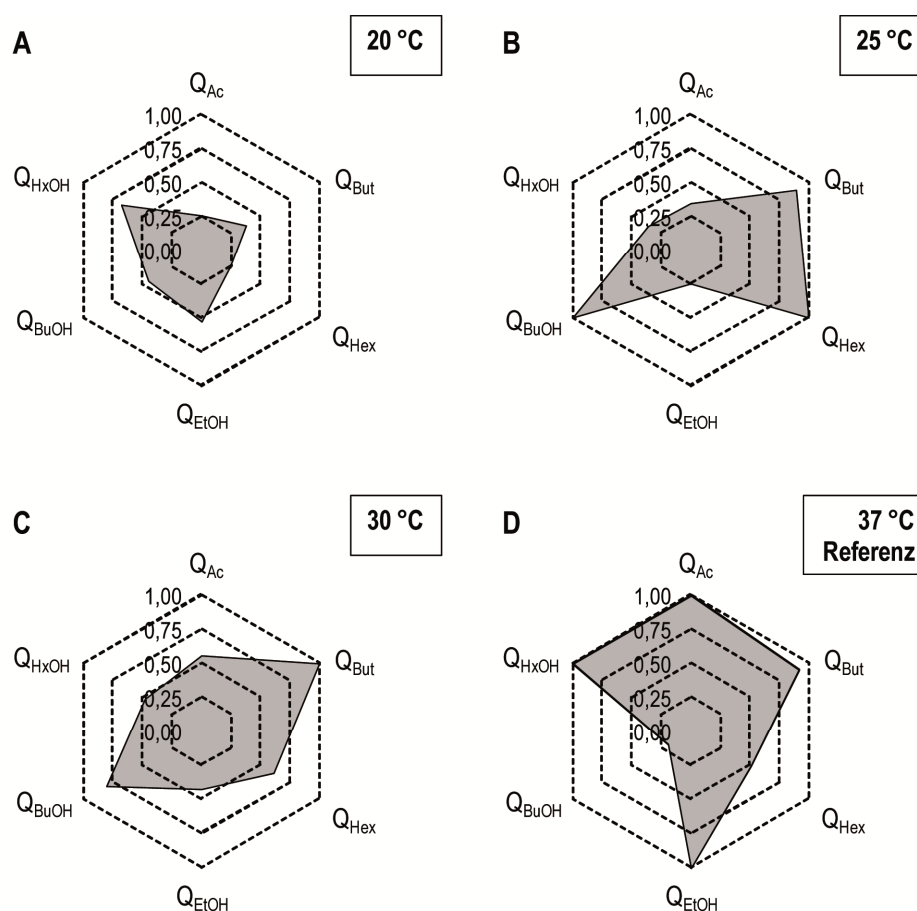 A
20 °C
Q_Ac
1,00
0,75
0,50
0,25
0,00
Q_HxOH
Q_But
Q_BuOH
Q_Hex
Q_EtOH
B
25 °C
Q_Ac
1,00
0,75
0,50
0,25
0,00
Q_HxOH
Q_But
Q_BuOH
Q_Hex
Q_EtOH
C
30 °C
Q_Ac
1,00
0,75
0,50
0,25
0,00
Q_HxOH
Q_But
Q_BuOH
Q_Hex
Q_EtOH
D
37 °C
Referenz
Q_Ac
1,00
0,75
0,50
0,25
0,00
Q_HxOH
Q_But
Q_BuOH
Q_Hex
Q_EtOH